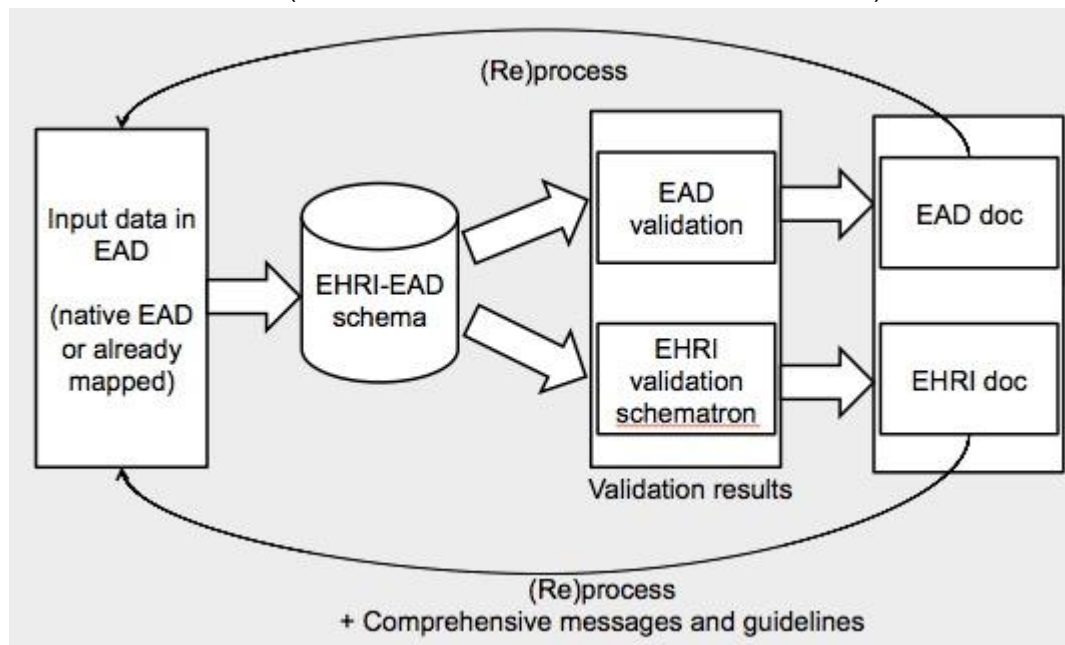 (Re)process
Input data in
EAD
(native EAD
or already
mapped)
EHRI-EAD
schema
EAD
validation
EHRI
validation
schematron
Validation results
EAD doc
EHRI doc
(Re)process
+ Comprehensive messages and guidelines